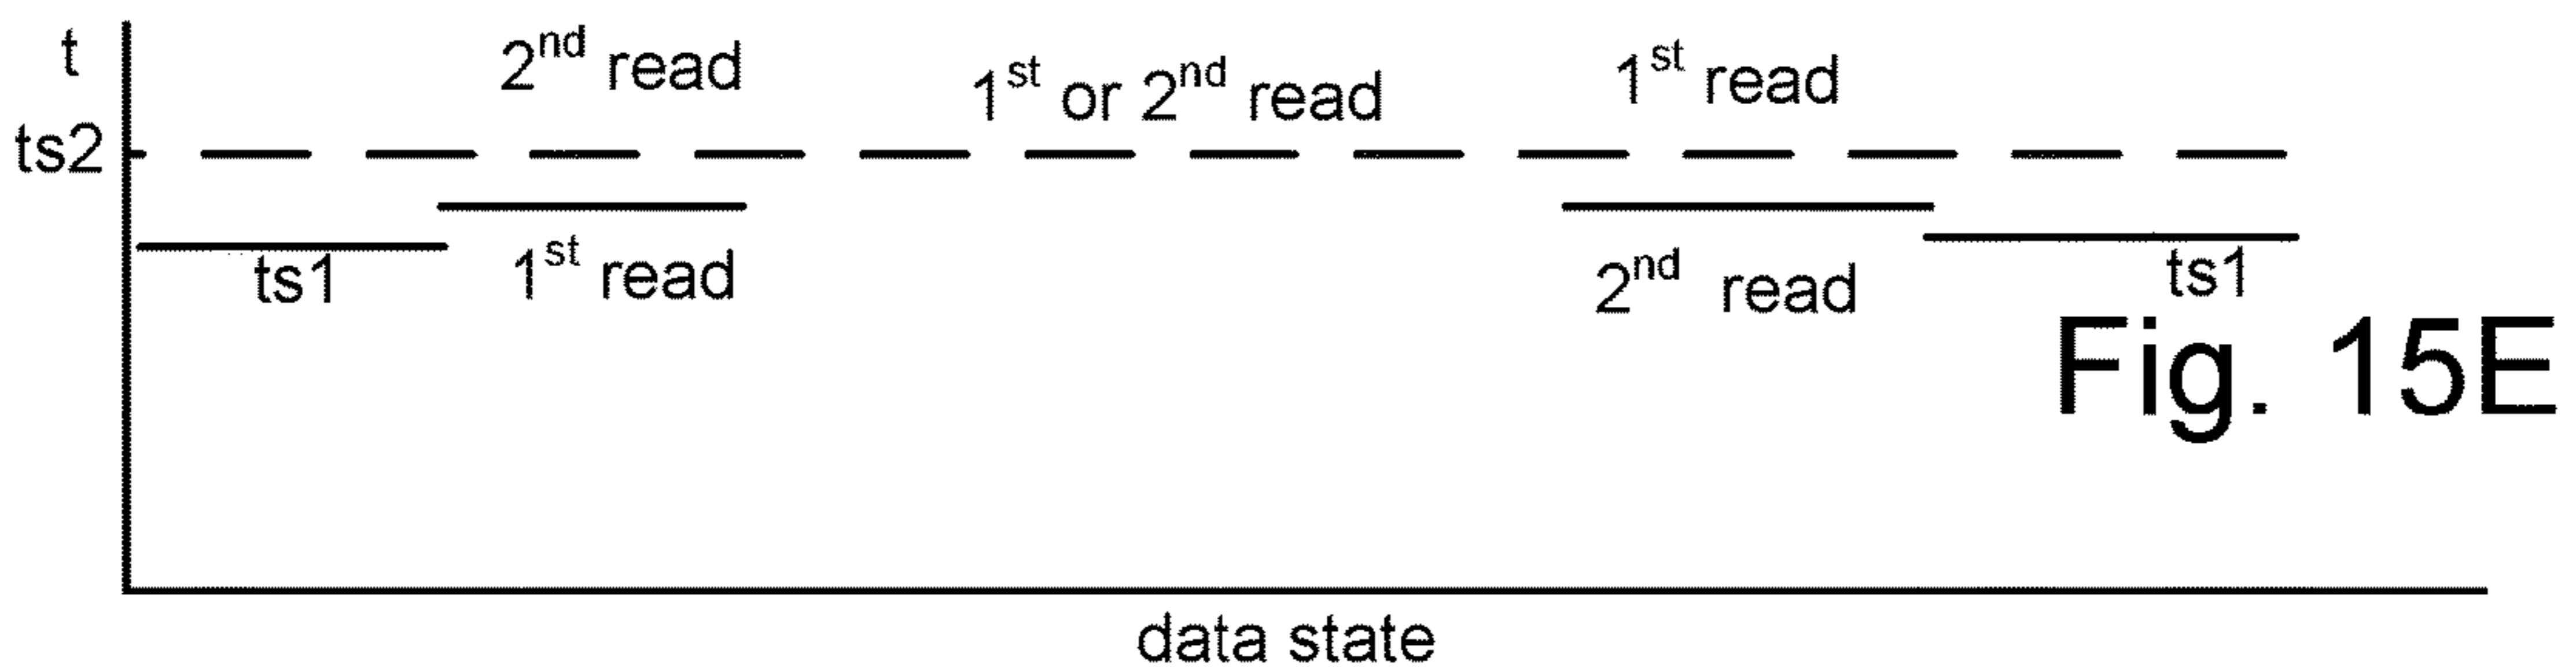 t
2nd read
1st or 2nd read
1st read
ts2
ts1
1st read
2nd read
ts1
Fig. 15E
data state